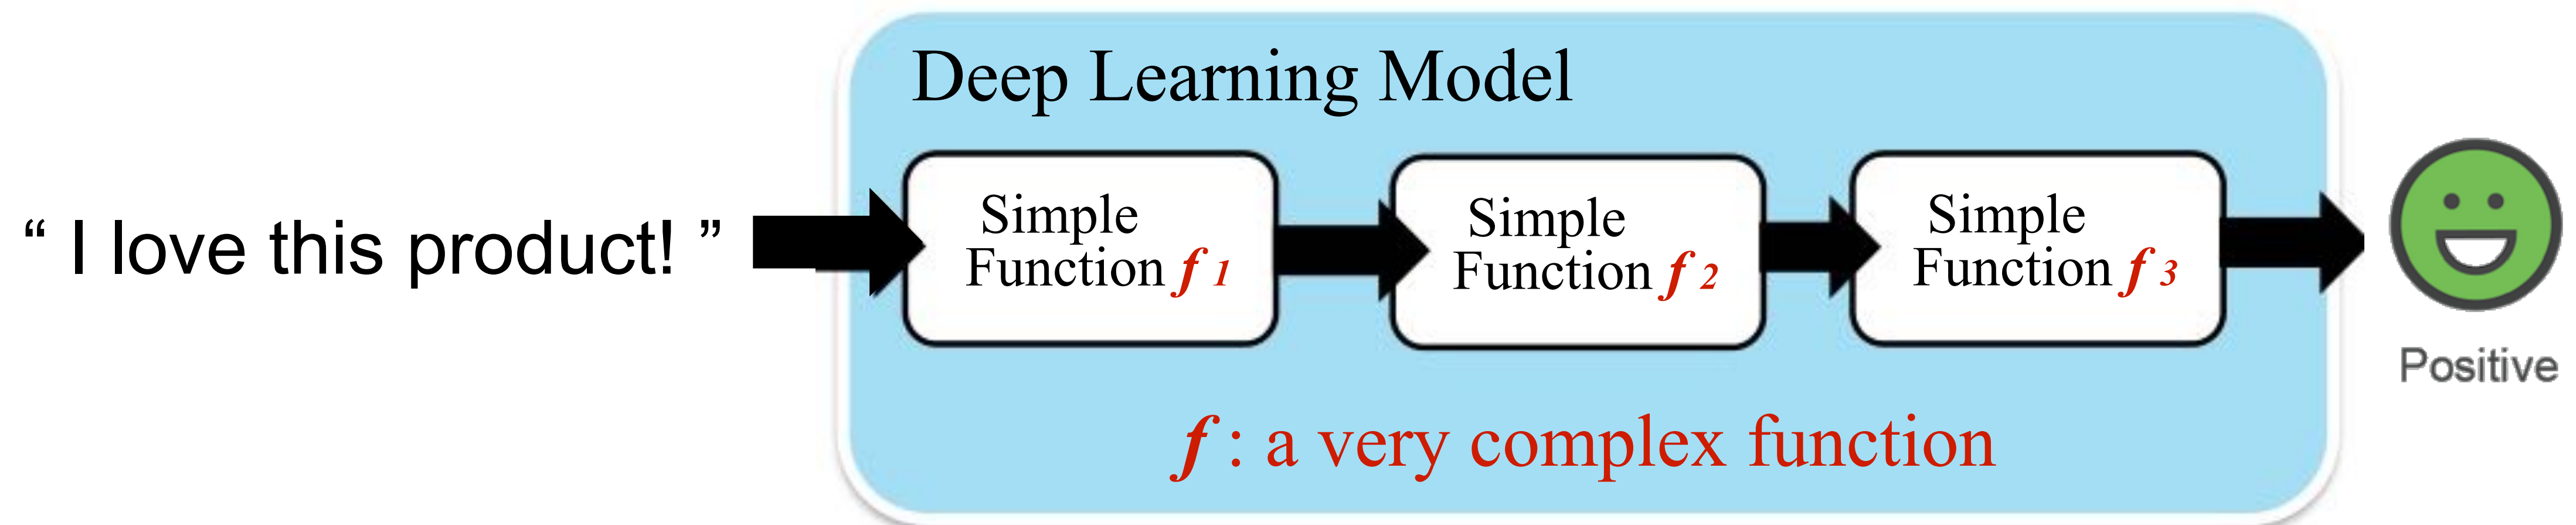 Deep Learning Model
“ I love this product! ”
Simple
Function f 1
Simple
Function f 2
Simple
Function f 3
Positive
f : a very complex function